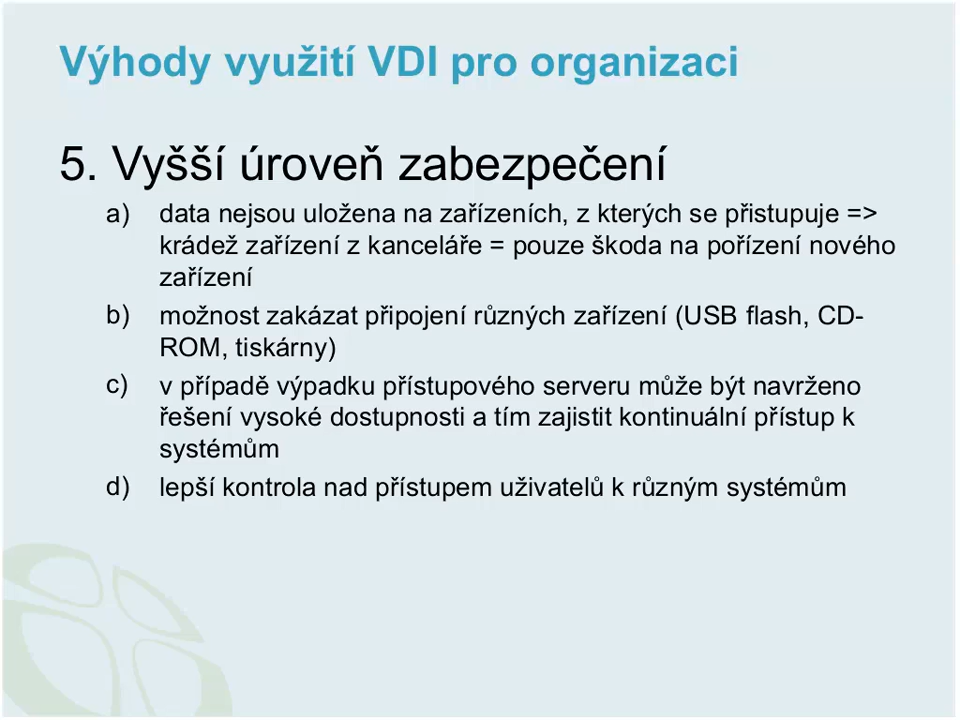 Výhody využití VDI pro organizaci
5. Vyšší úroveň zabezpečení
a) data nejsou uložena na zařízeních, z kterých se přistupuje =>
krádež zařízení z kanceláře = pouze škoda na pořízení nového
zařízení
b) možnost zakázat připojení různých zařízení (USB flash, CD-
ROM, tiskárny)
c) v případě výpadku přístupového serveru může být navrženo
řešení vysoké dostupnosti a tím zajistit kontinuální přístup k
systémům
d) lepší kontrola nad přístupem uživatelů k různým systémům